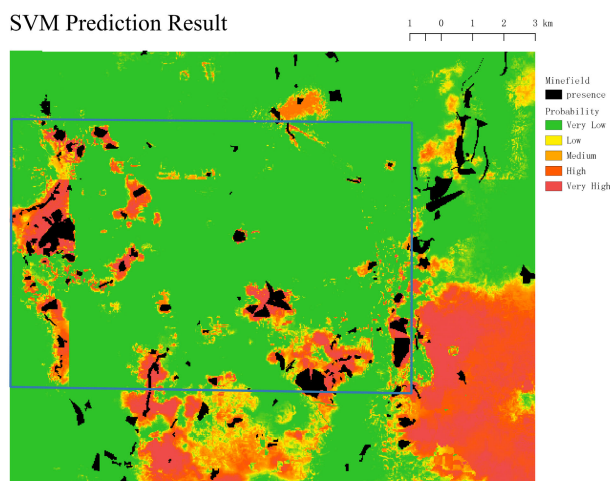 SVM Prediction Result
1 0 1 2 3 km
Minefield
presence
Probability
Very Low
Low
Medium
High
Very High